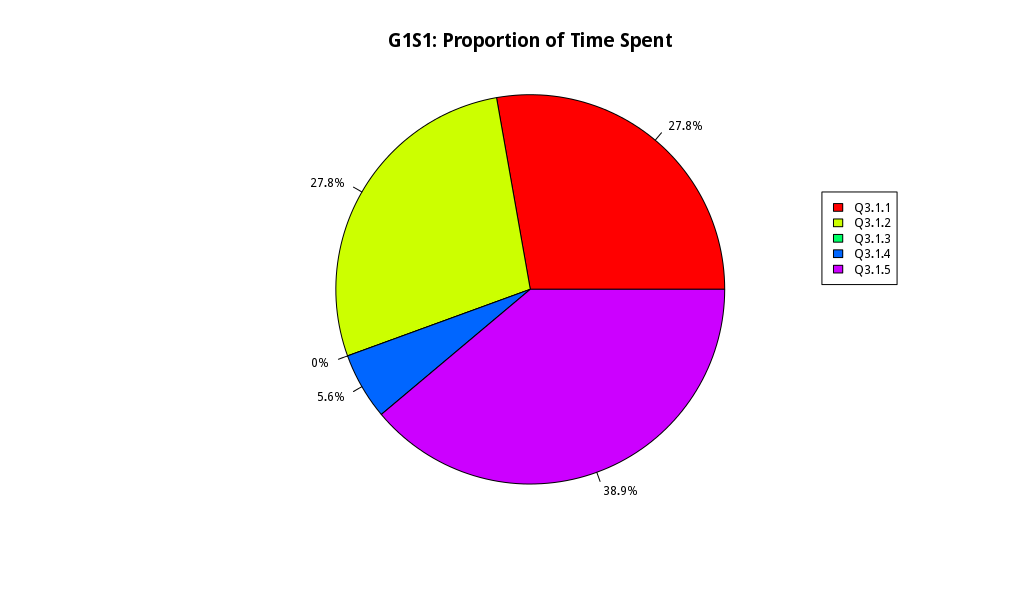 G1S1: Proportion of Time Spent
27.8%
27.8%
0%
5.6%
38.9%
Q3.1.1
Q3.1.2
Q3.1.3
Q3.1.4
Q3.1.5